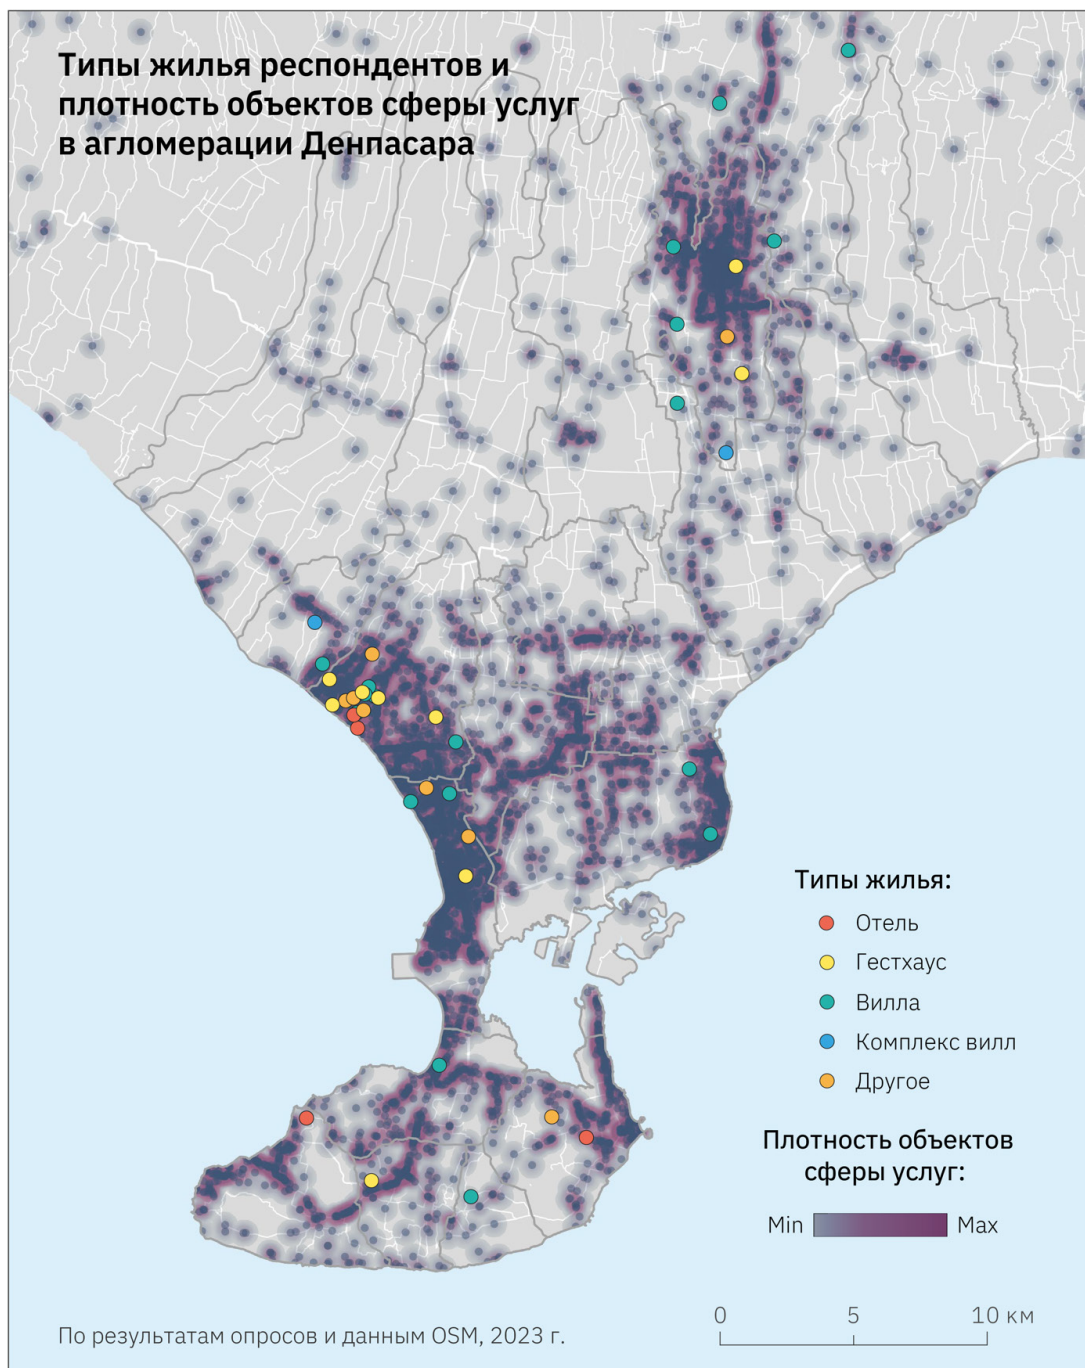 Типы жилья респондентов и
плотность объектов сферы услуг
в агломерации Денпасара
Типы жилья:
Отель
Гестхаус
Вилла
Комплекс вилл
Другое
Плотность объектов
сферы услуг:
Min Max
0 5 10 км
По результатам опросов и данным OSM, 2023 г.